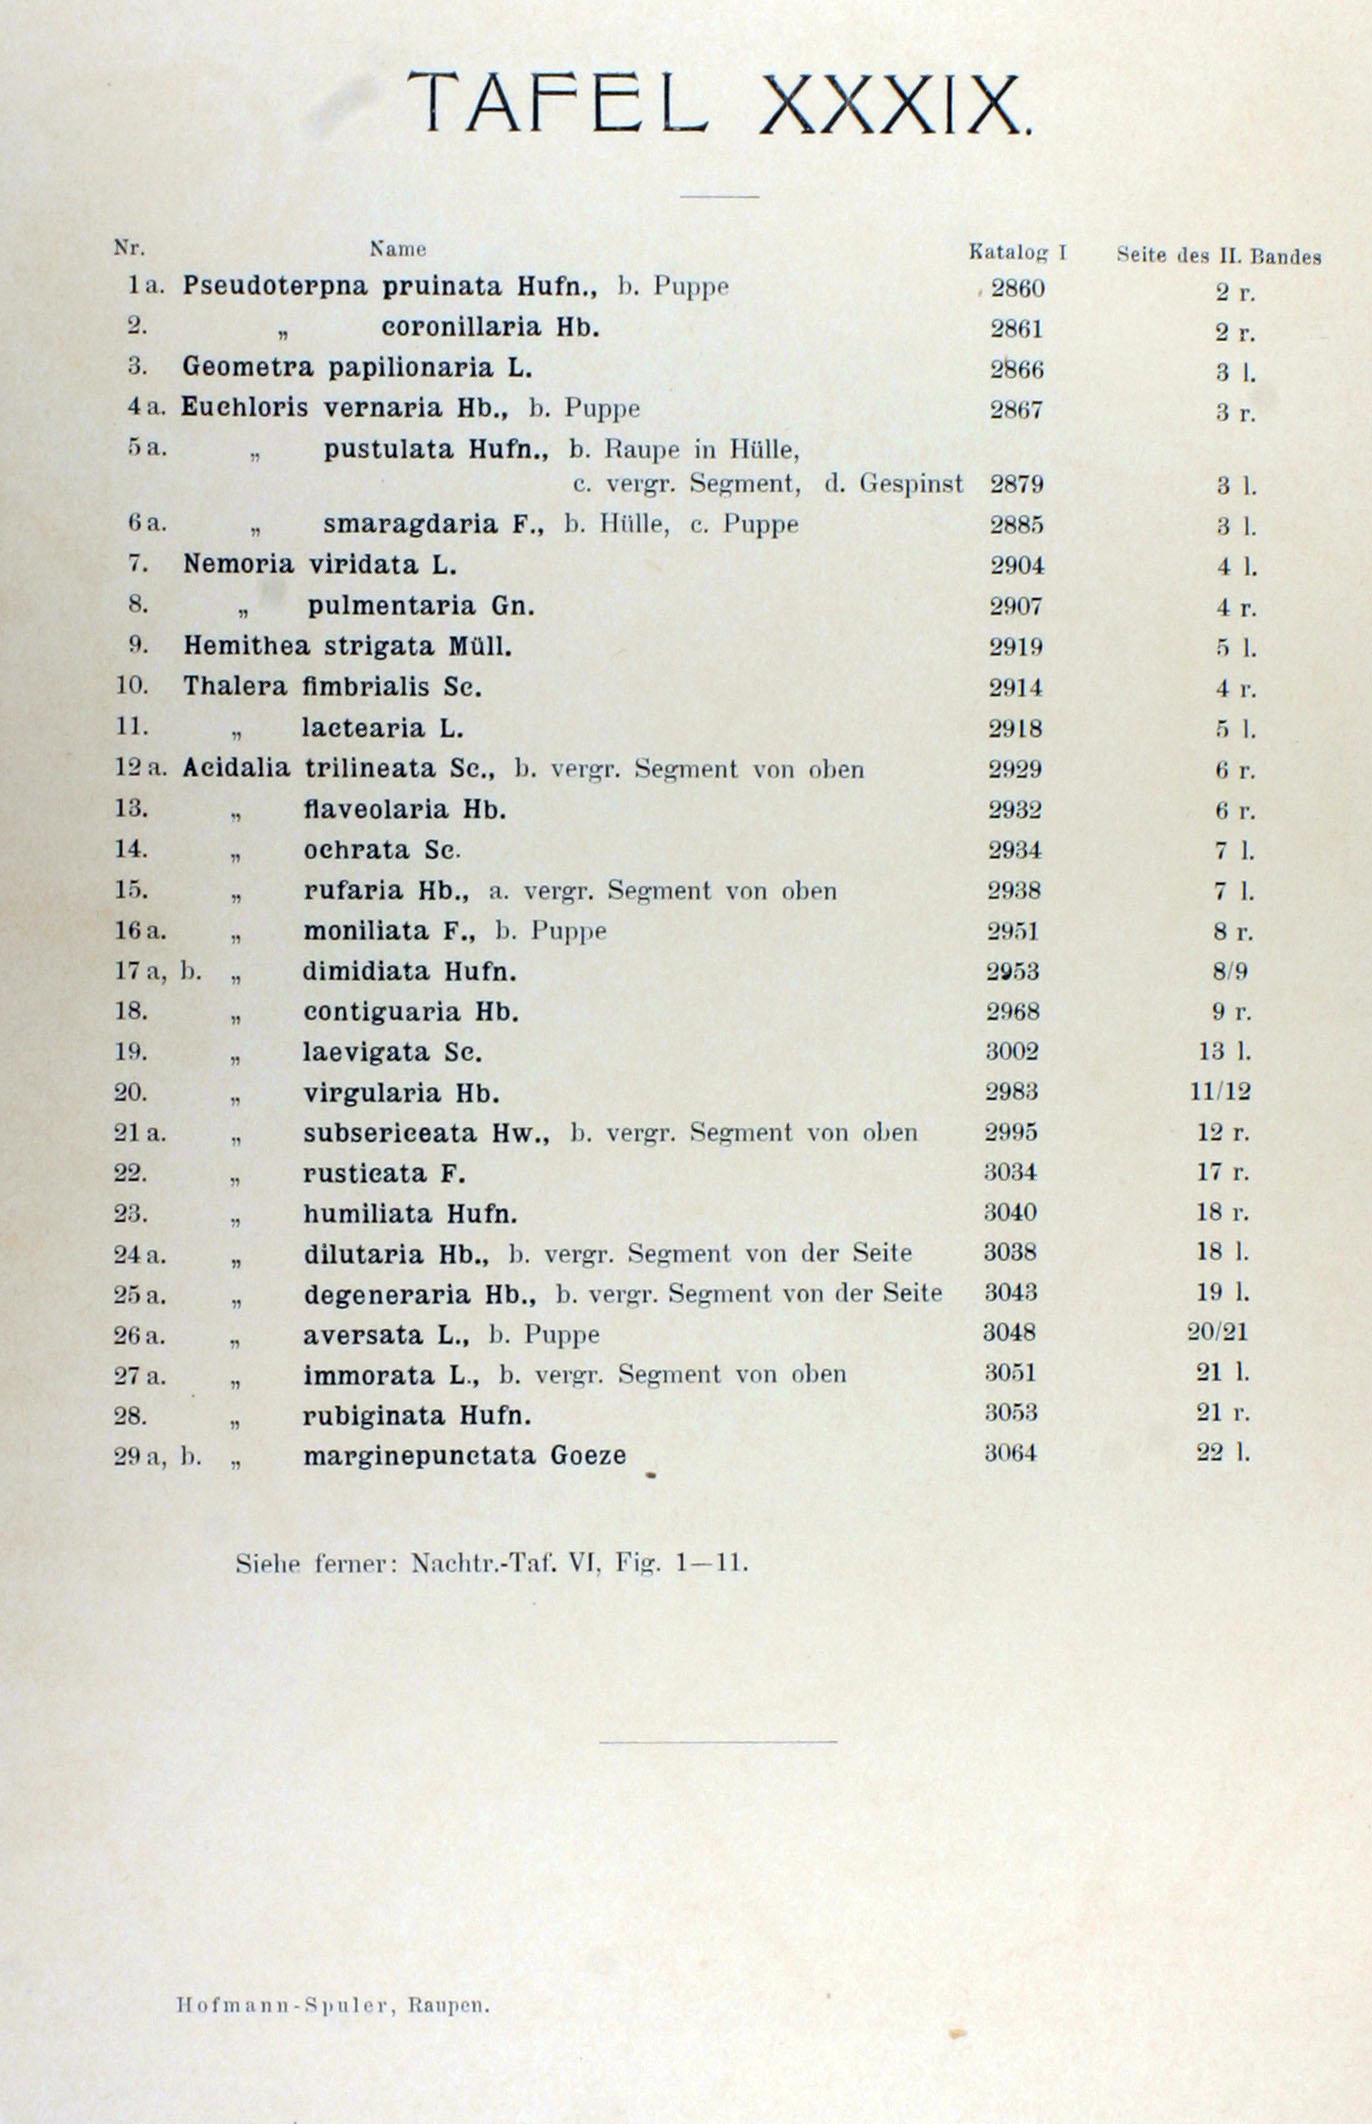 TAFEL XXXIX.
Nr. Name Katalog I Seite des II. Bandes
1a. Pseudoterpna pruinata Hufn., b. Puppe 2860 2 r.
2. „ coronillaria Hb. 2861 2 r.
3. Geometra papilionaria L. 2866 3 l.
4a. Euchloris vernaria Hb., b. Puppe 2867 3 r.
5a. „ pustulata Hufn., b. Raupe in Hülle,
c. vergr. Segment, d. Gespinst 2879 3 l.
6a. „ smaragdaria F., b. Hülle, c. Puppe 2885 3 l.
7. Nemoria viridata L. 2904 4 l.
8. „ pulmentaria Gn. 2907 4 r.
9. Hemithea strigata Müll. 2919 5 l.
10. Thalera fimbrialis Sc. 2914 4 r.
11. „ lactearia L. 2918 5 l.
12a. Acidalia trilineata Sc., b. vergr. Segment von oben 2929 6 r.
13. „ flaveolaria Hb. 2932 6 r.
14. „ ochrata Sc. 2934 7 l.
15. „ rufaria Hb., a. vergr. Segment von oben 2938 7 l.
16a. „ moniliata F., b. Puppe 2951 8 r.
17a, b. „ dimidiata Hufn. 2953 8/9
18. „ contiguaria Hb. 2968 9 r.
19. „ laevigata Sc. 3002 13 l.
20. „ virgularia Hb. 2983 11/12
21a. „ subsericeata Hw., b. vergr. Segment von oben 2995 12 r.
22. „ rusticata F. 3034 17 r.
23. „ humiliata Hufn. 3040 18 r.
24a. „ dilutaria Hb., b. vergr. Segment von der Seite 3038 18 l.
25a. „ degeneraria Hb., b. vergr. Segment von der Seite 3043 19 l.
26a. „ aversata L., b. Puppe 3048 20/21
27a. „ immorata L., b. vergr. Segment von oben 3051 21 l.
28. „ rubiginata Hufn. 3053 21 r.
29a, b. „ marginepunctata Goeze 3064 22 l.
Siehe ferner: Nachtr.-Taf. VI, Fig. 1—11.
Hofmann-Spuler, Raupen.